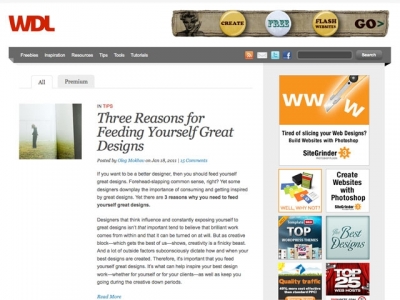 WDL
CREATE
FREE
FLASH WEBSITES
GO>
Freebies Inspiration Resources Tips Tools Tutorials
Search
All Premium
IN TIPS
Three Reasons for
Feeding Yourself Great
Designs
Posted by Oleg Mokhov on Jan 18, 2011 | 15 Comments
If you want to be a better designer, then you should feed yourself
great designs. Forehead-slapping common sense, right? Yet some
designers downplay the importance of consuming and getting inspired
by great designs. Yet there are 3 reasons why you need to feed
yourself great designs.
Designers that think influence and constantly exposing yourself to
great designs isn't that important tend to believe that brilliant work
comes from within and that it can be turned on at will. But as creative
block—which gets the best of us—shows, creativity is a finicky beast.
And a lot of outside factors subconsciously dictate how and when your best
designs are created. Therefore, it's important that you feed
yourself great designs. It's what can help inspire your best design
work—whether for yourself or for your clients—as well as keep you
going during the creative down periods.
Read More
WWW
Tired of slicing your Web Designs?
Build Websites with Photoshop
SiteGrinder 3
WELL, WHY NOT?
Create
Websites
with
Photoshop
SiteGrinder 3
TOP
WORDPRESS THEMES
The
Best
Designs
Quality traffic
TOP
25
WEB HOSTS